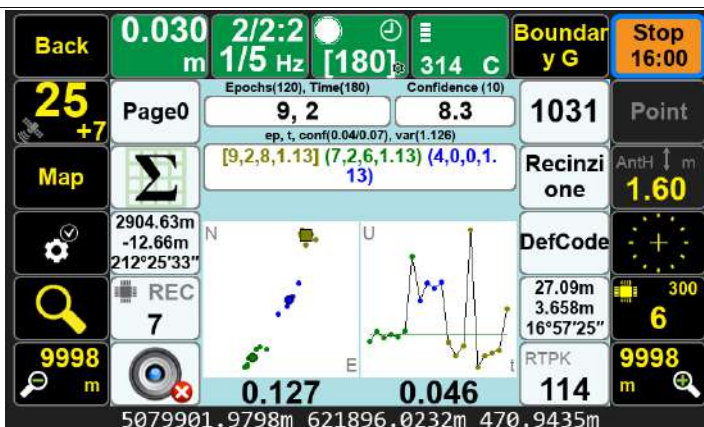 Back
0.030
m
2/2:2
1/5 Hz
[180]
314 C
Boundar
y G
Stop
16:00
25
+7
Page0
Epochs(120), Time(180)
9, 2
Confidence (10)
8.3
1031
Point
ep, t, conf(0.04/0.07), var(1.126)
[9,2,8,1.13] (7,2,6,1.13) (4,0,0,1.
13)
Map
Σ
Recinzi
one
AntH ↕ m
1.60
2904.63m
-12.66m
212°25'33"
N
E
U
t
DefCode
REC
7
27.09m
3.658m
16°57'25"
300
6
9998
m
0.127
0.046
RTPK
114
9998
m
5079901.9798m 621896.0232m 470.9435m